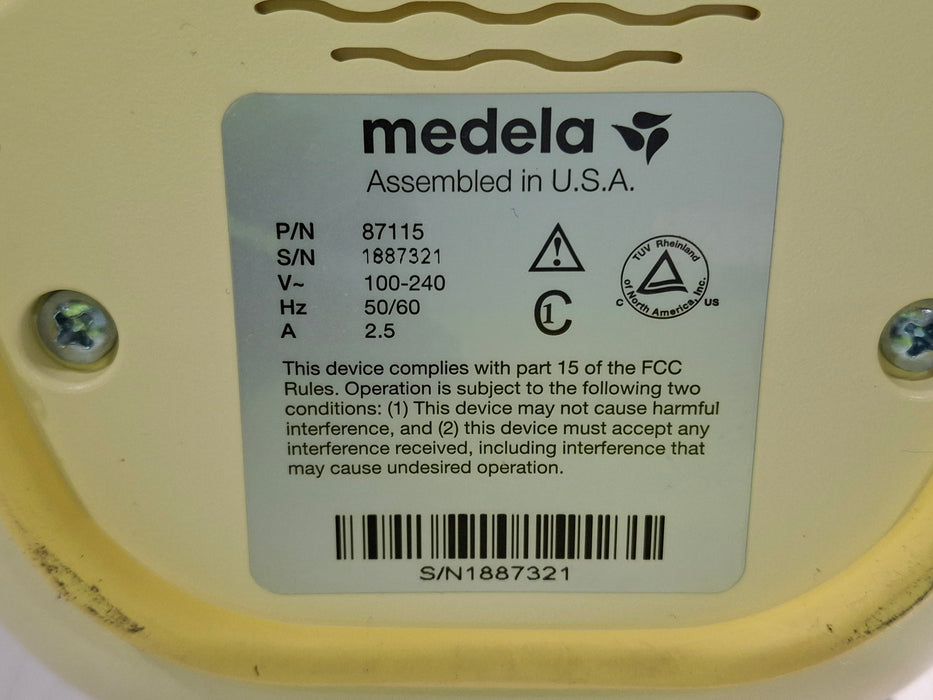 medela
Assembled in U.S.A.
P/N 87115
S/N 1887321
V~ 100-240
Hz 50/60
A 2.5
TUV Rheinland
of North America, Inc.
C US
1
This device complies with part 15 of the FCC
Rules. Operation is subject to the following two
conditions: (1) This device may not cause harmful
interference, and (2) this device must accept any
interference received, including interference that
may cause undesired operation.
S/N1887321